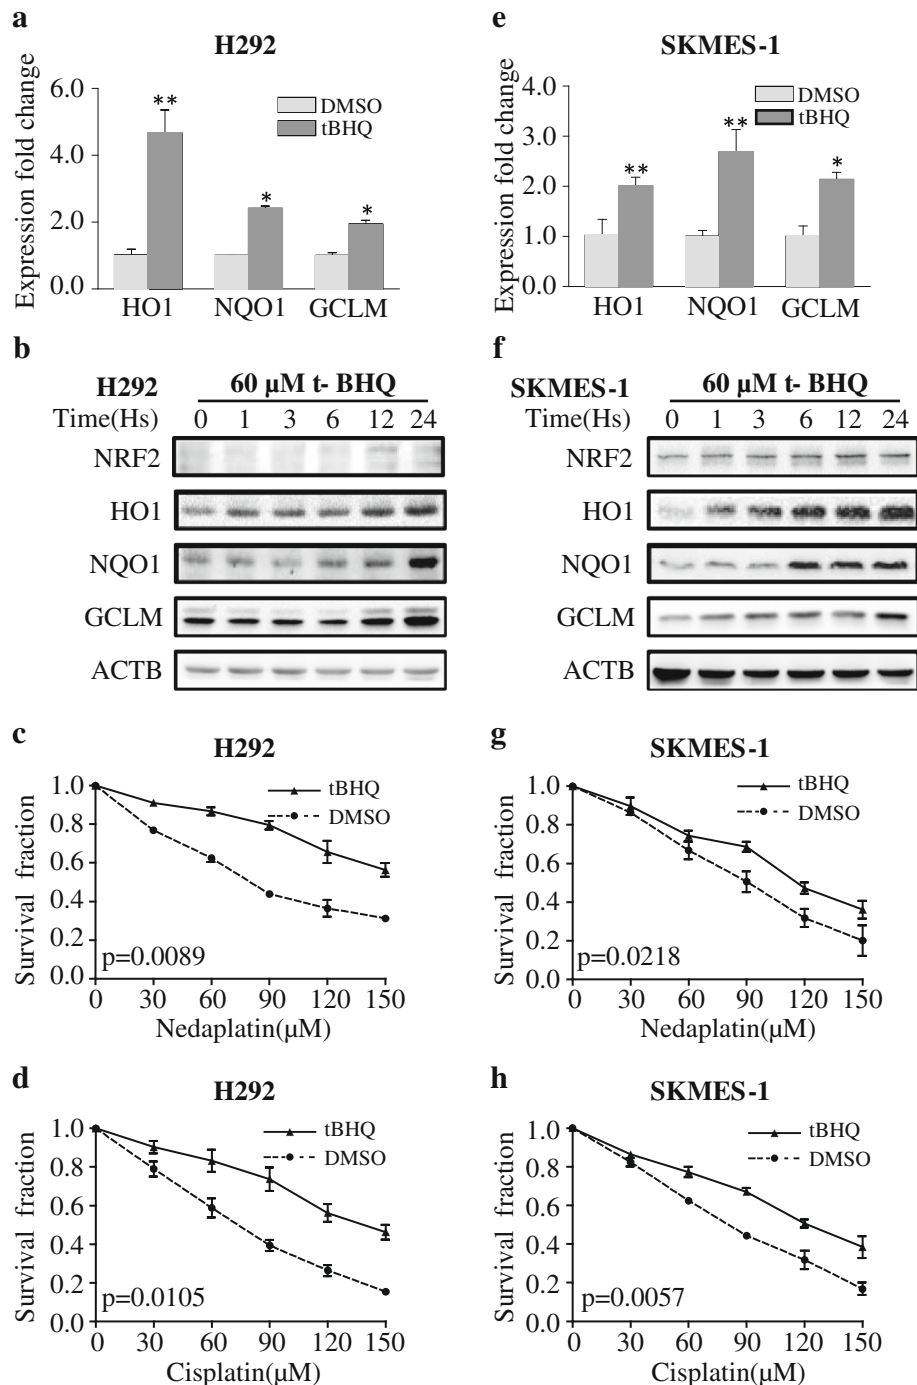 a
H292
Expression fold change
6.0
4.0
2.0
0.0
DMSO
tBHQ
**
*
*
HO1 NQO1 GCLM
e
SKMES-1
Expression fold change
4.0
3.0
2.0
1.0
0.0
DMSO
tBHQ
**
**
*
HO1 NQO1 GCLM
b
H292 60 μM t- BHQ
Time(Hs) 0 1 3 6 12 24
NRF2
HO1
NQO1
GCLM
ACTB
f
SKMES-1 60 μM t- BHQ
Time(Hs) 0 1 3 6 12 24
NRF2
HO1
NQO1
GCLM
ACTB
c
H292
Survival fraction
1.0
0.8
0.6
0.4
0.2
0.0
tBHQ
DMSO
p=0.0089
0 30 60 90 120 150
Nedaplatin(μM)
g
SKMES-1
Survival fraction
1.0
0.8
0.6
0.4
0.2
0.0
tBHQ
DMSO
p=0.0218
0 30 60 90 120 150
Nedaplatin(μM)
d
H292
Survival fraction
1.0
0.8
0.6
0.4
0.2
0.0
tBHQ
DMSO
p=0.0105
0 30 60 90 120 150
Cisplatin(μM)
h
SKMES-1
Survival fraction
1.0
0.8
0.6
0.4
0.2
0.0
tBHQ
DMSO
p=0.0057
0 30 60 90 120 150
Cisplatin(μM)